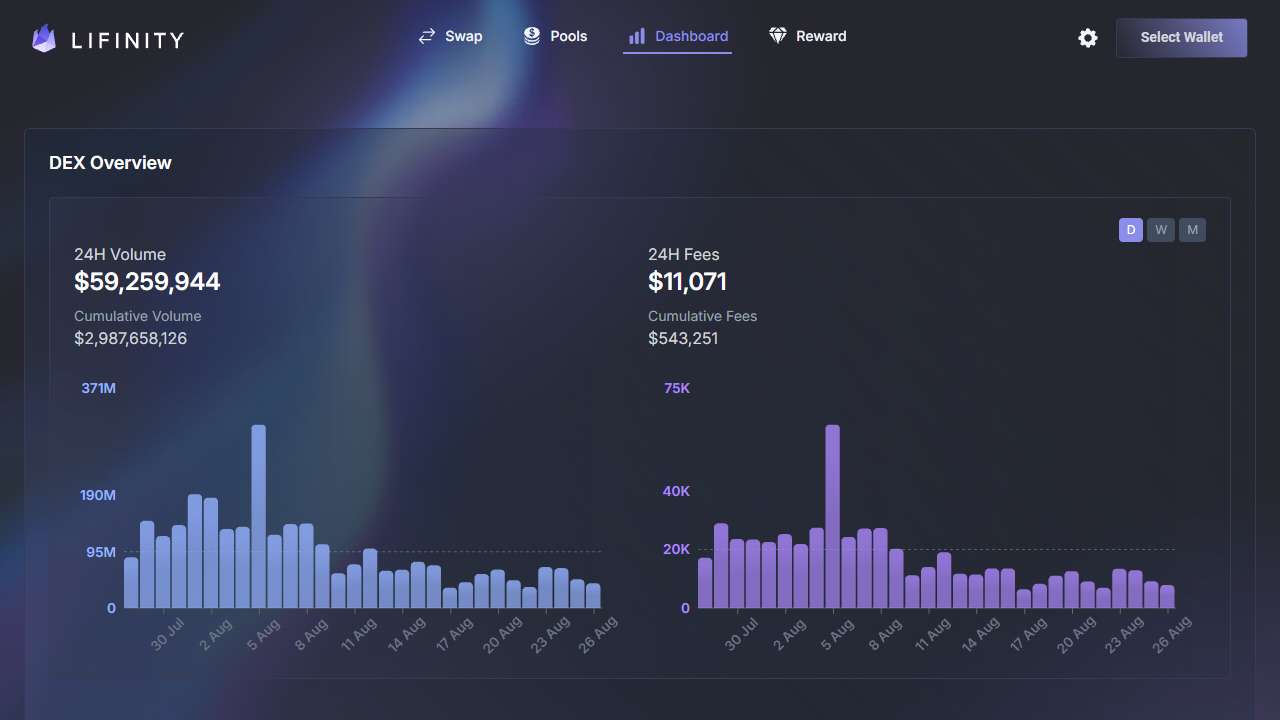 LIFINITY
Swap
Pools
Dashboard
Reward
Select Wallet
DEX Overview
D W M
24H Volume
$59,259,944
Cumulative Volume
$2,987,658,126
371M
190M
95M
0
30 Jul 2 Aug 5 Aug 8 Aug 11 Aug 14 Aug 17 Aug 20 Aug 23 Aug 26 Aug
24H Fees
$11,071
Cumulative Fees
$543,251
75K
40K
20K
0
30 Jul 2 Aug 5 Aug 8 Aug 11 Aug 14 Aug 17 Aug 20 Aug 23 Aug 26 Aug